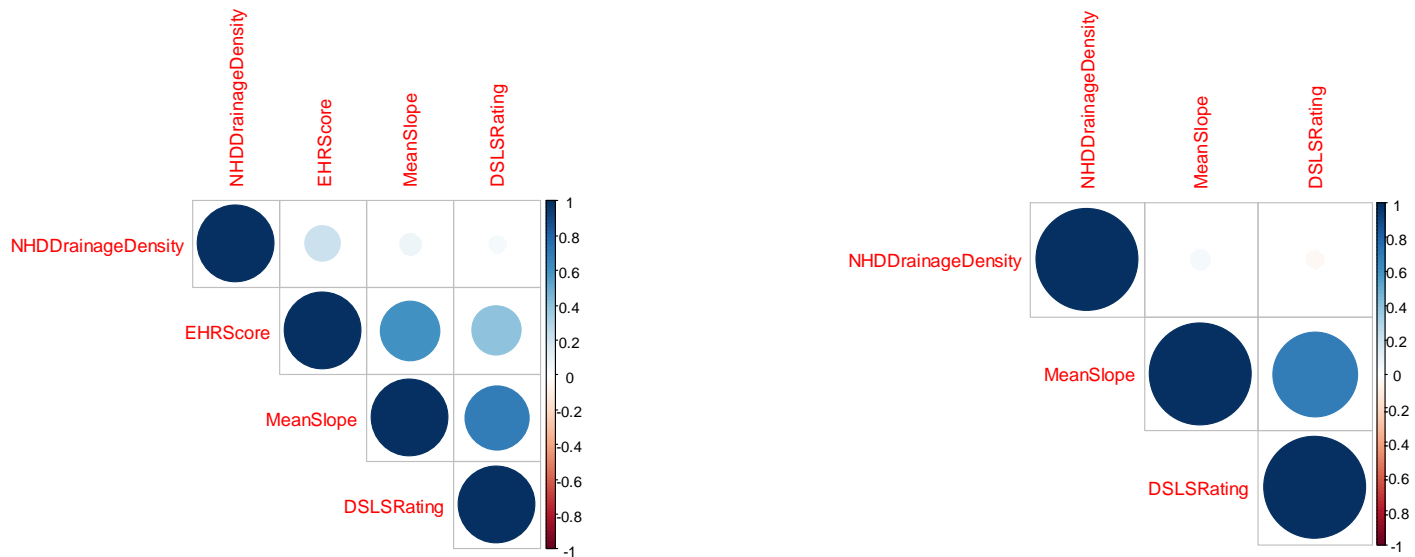 NHDDrainageDensity
EHRScore
MeanSlope
DSLSRating
NHDDrainageDensity
EHRScore
MeanSlope
DSLSRating
1
0.8
0.6
0.4
0.2
0
-0.2
-0.4
-0.6
-0.8
-1
NHDDrainageDensity
MeanSlope
DSLSRating
NHDDrainageDensity
MeanSlope
DSLSRating
1
0.8
0.6
0.4
0.2
0
-0.2
-0.4
-0.6
-0.8
-1